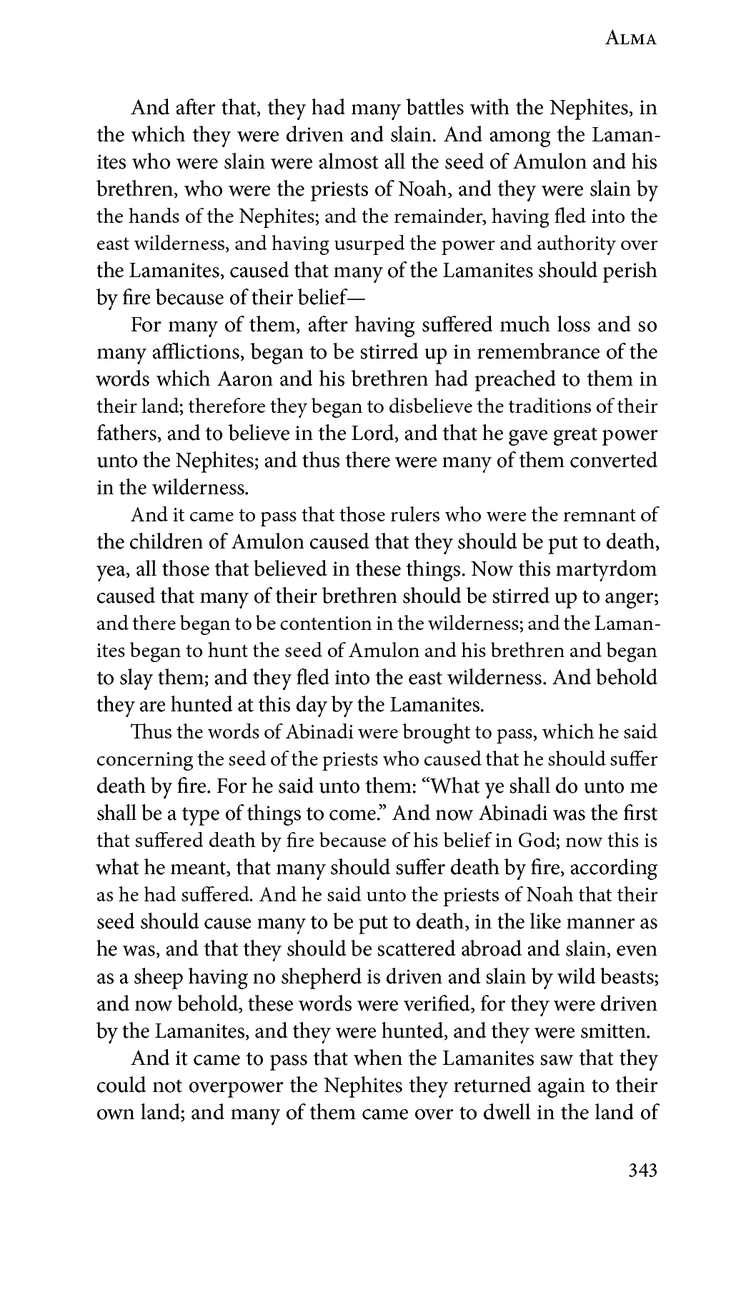 Alma
And after that, they had many battles with the Nephites, in
the which they were driven and slain. And among the Laman-
ites who were slain were almost all the seed of Amulon and his
brethren, who were the priests of Noah, and they were slain by
the hands of the Nephites; and the remainder, having fled into the
east wilderness, and having usurped the power and authority over
the Lamanites, caused that many of the Lamanites should perish
by fire because of their belief—
For many of them, after having suffered much loss and so
many afflictions, began to be stirred up in remembrance of the
words which Aaron and his brethren had preached to them in
their land; therefore they began to disbelieve the traditions of their
fathers, and to believe in the Lord, and that he gave great power
unto the Nephites; and thus there were many of them converted
in the wilderness.
And it came to pass that those rulers who were the remnant of
the children of Amulon caused that they should be put to death,
yea, all those that believed in these things. Now this martyrdom
caused that many of their brethren should be stirred up to anger;
and there began to be contention in the wilderness; and the Laman-
ites began to hunt the seed of Amulon and his brethren and began
to slay them; and they fled into the east wilderness. And behold
they are hunted at this day by the Lamanites.
Thus the words of Abinadi were brought to pass, which he said
concerning the seed of the priests who caused that he should suffer
death by fire. For he said unto them: “What ye shall do unto me
shall be a type of things to come.” And now Abinadi was the first
that suffered death by fire because of his belief in God; now this is
what he meant, that many should suffer death by fire, according
as he had suffered. And he said unto the priests of Noah that their
seed should cause many to be put to death, in the like manner as
he was, and that they should be scattered abroad and slain, even
as a sheep having no shepherd is driven and slain by wild beasts;
and now behold, these words were verified, for they were driven
by the Lamanites, and they were hunted, and they were smitten.
And it came to pass that when the Lamanites saw that they
could not overpower the Nephites they returned again to their
own land; and many of them came over to dwell in the land of
343